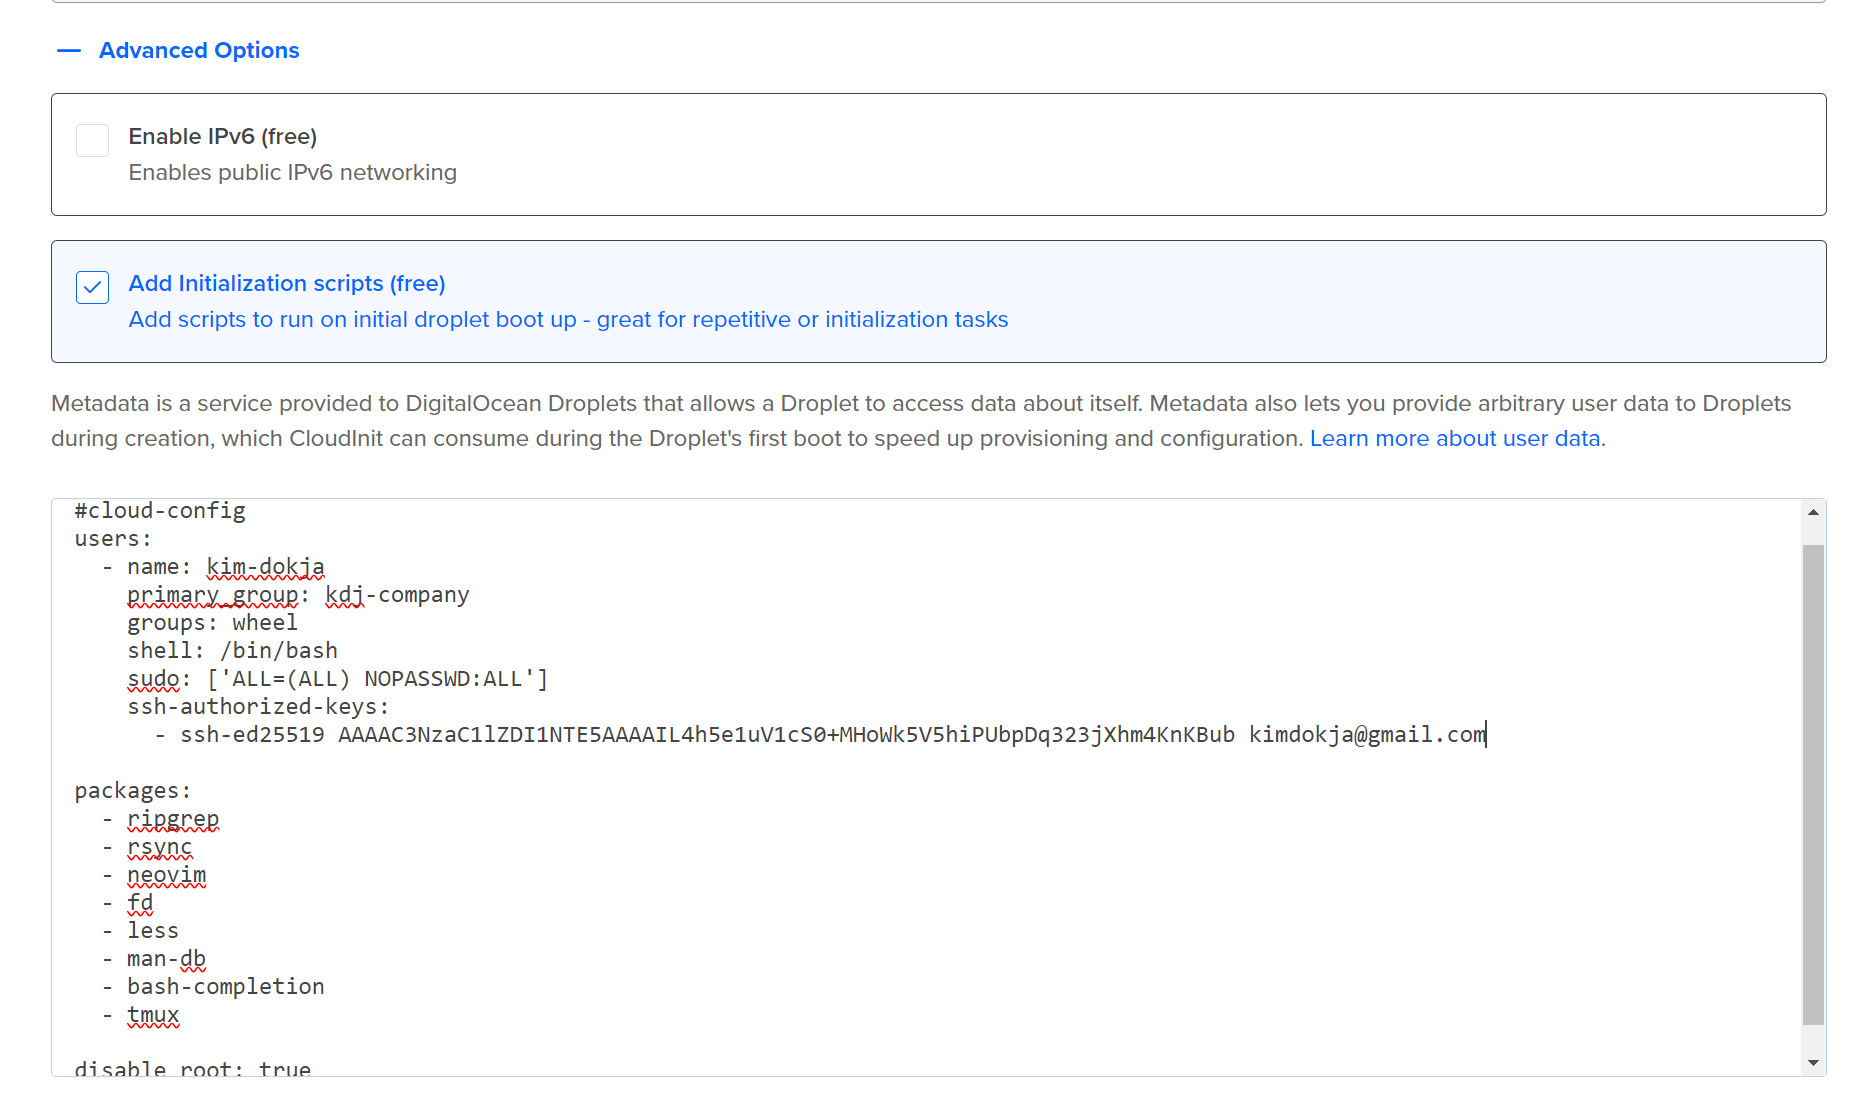 Advanced Options
Enable IPv6 (free)
Enables public IPv6 networking
Add Initialization scripts (free)
Add scripts to run on initial droplet boot up - great for repetitive or initialization tasks
Metadata is a service provided to DigitalOcean Droplets that allows a Droplet to access data about itself. Metadata also lets you provide arbitrary user data to Droplets
during creation, which CloudInit can consume during the Droplet's first boot to speed up provisioning and configuration. Learn more about user data.
#cloud-config
users:
  - name: kim-dokja
    primary_group: kdj-company
    groups: wheel
    shell: /bin/bash
    sudo: ['ALL=(ALL) NOPASSWD:ALL']
    ssh-authorized-keys:
      - ssh-ed25519 AAAAC3NzaC1lZDI1NTE5AAAAIL4h5e1uV1cS0+MHoWk5V5hiPUbpDq323jXhm4KnKBub kimdokja@gmail.com
packages:
  - ripgrep
  - rsync
  - neovim
  - fd
  - less
  - man-db
  - bash-completion
  - tmux
disable_root: true